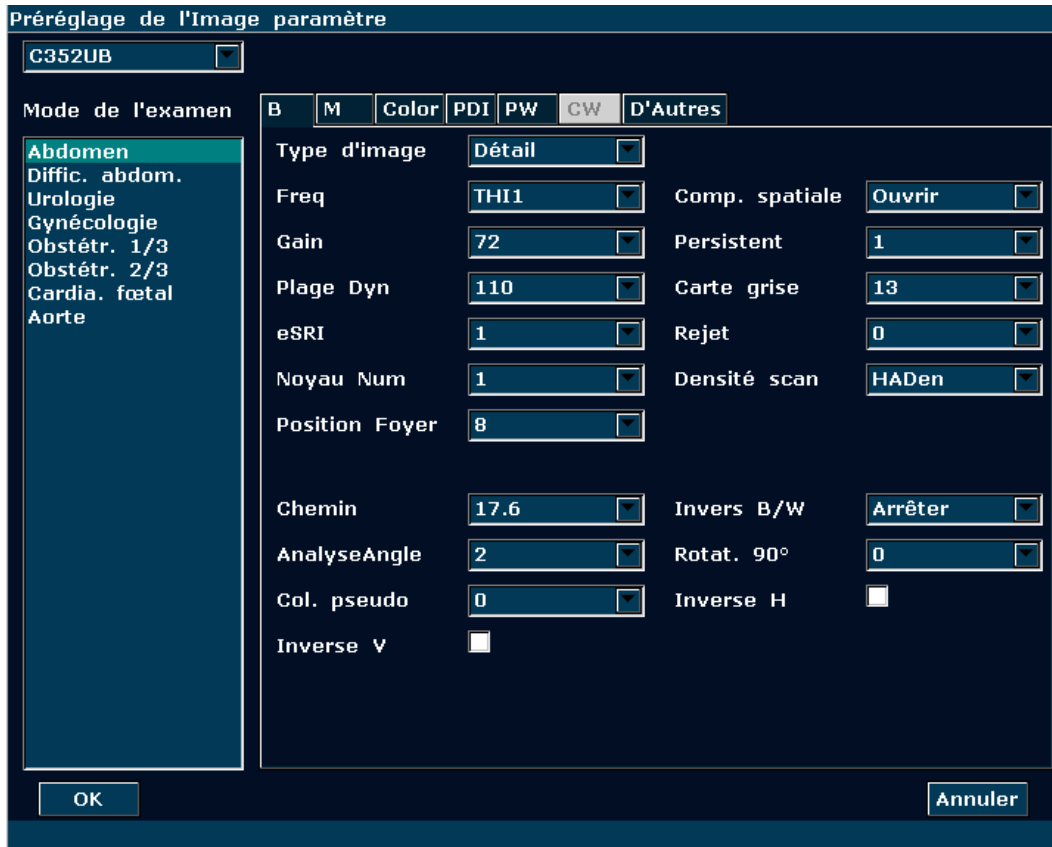 Préréglage de l'Image paramètre
C352UB
Mode de l'examen
B M Color PDI PW CW D'Autres
Abdomen
Diffic. abdom.
Urologie
Gynécologie
Obstétr. 1/3
Obstétr. 2/3
Cardia. fœtal
Aorte
Type d'image Détail
Freq THI1 Comp. spatiale Ouvrir
Gain 72 Persistent 1
Plage Dyn 110 Carte grise 13
eSRI 1 Rejet 0
Noyau Num 1 Densité scan HADen
Position Foyer 8
Chemin 17.6 Invers B/W Arrêter
AnalyseAngle 2 Rotat. 90° 0
Col. pseudo 0 Inverse H
Inverse V
OK Annuler